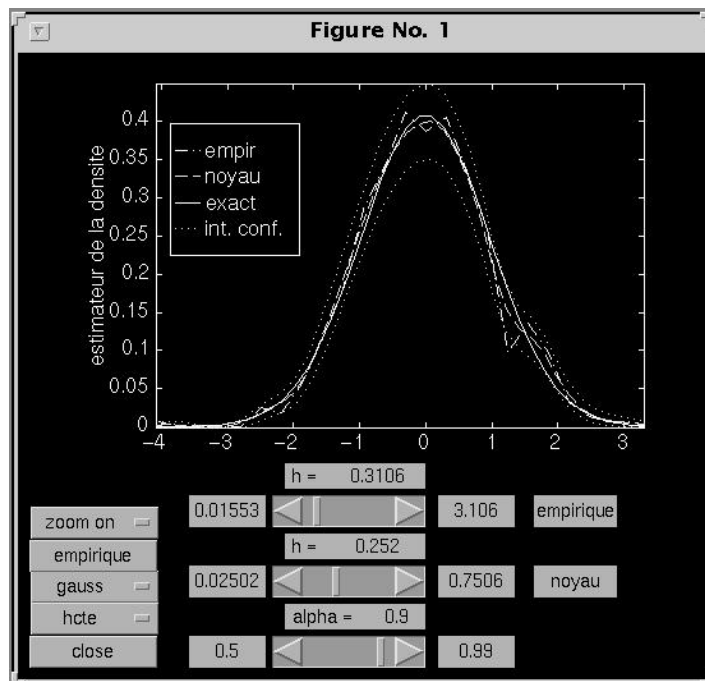 Figure No. 1
0.4
0.35
0.3
0.25
0.2
0.15
0.1
0.05
0
estimateur de la densite
empir
noyau
exact
int. conf.
-4 -3 -2 -1 0 1 2 3
h = 0.3106
0.01553 3.106 empirique
h = 0.252
0.02502 0.7506 noyau
alpha = 0.9
0.5 0.99
zoom on
empirique
gauss
hcte
close